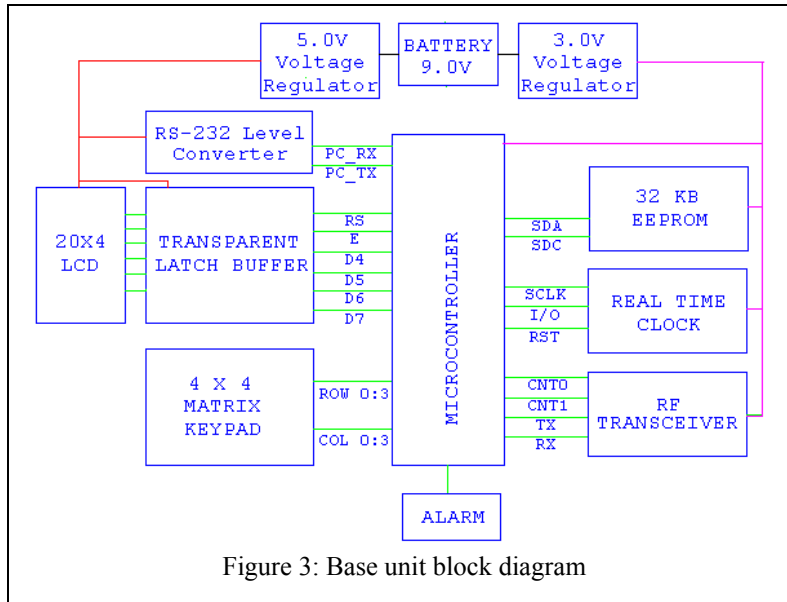 5.0V
Voltage
Regulator
BATTERY
9.0V
3.0V
Voltage
Regulator
RS-232 Level
Converter
PC_RX
PC_TX
20X4
LCD
TRANSPARENT
LATCH BUFFER
RS
E
D4
D5
D6
D7
4 X 4
MATRIX
KEYPAD
ROW 0:3
COL 0:3
MICROCONTROLLER
32 KB
EEPROM
SDA
SDC
SCLK
I/O
RST
REAL TIME
CLOCK
CNT0
CNT1
TX
RX
RF
TRANSCEIVER
ALARM
Figure 3: Base unit block diagram